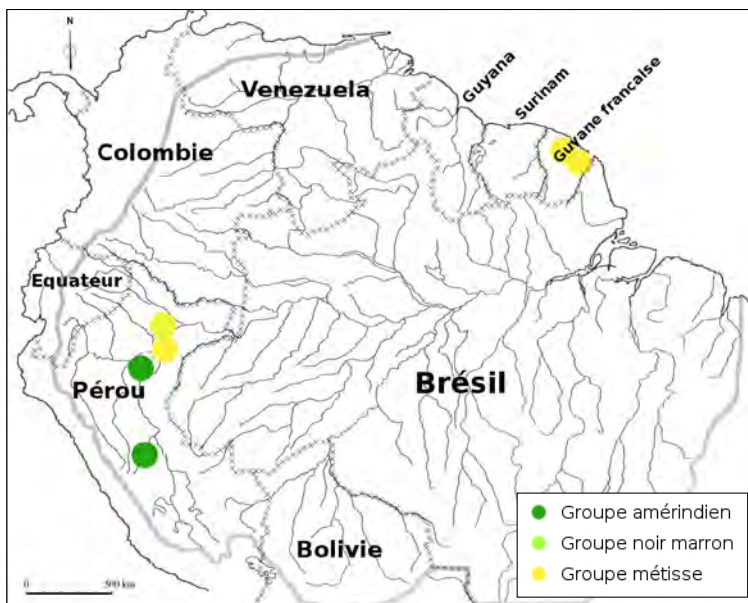 N
Venezuela
Guyana
Surinam
Guyane francaise
Colombie
Equateur
Pérou
Brésil
Bolivie
0 500 km
Groupe amérindien
Groupe noir marron
Groupe métisse